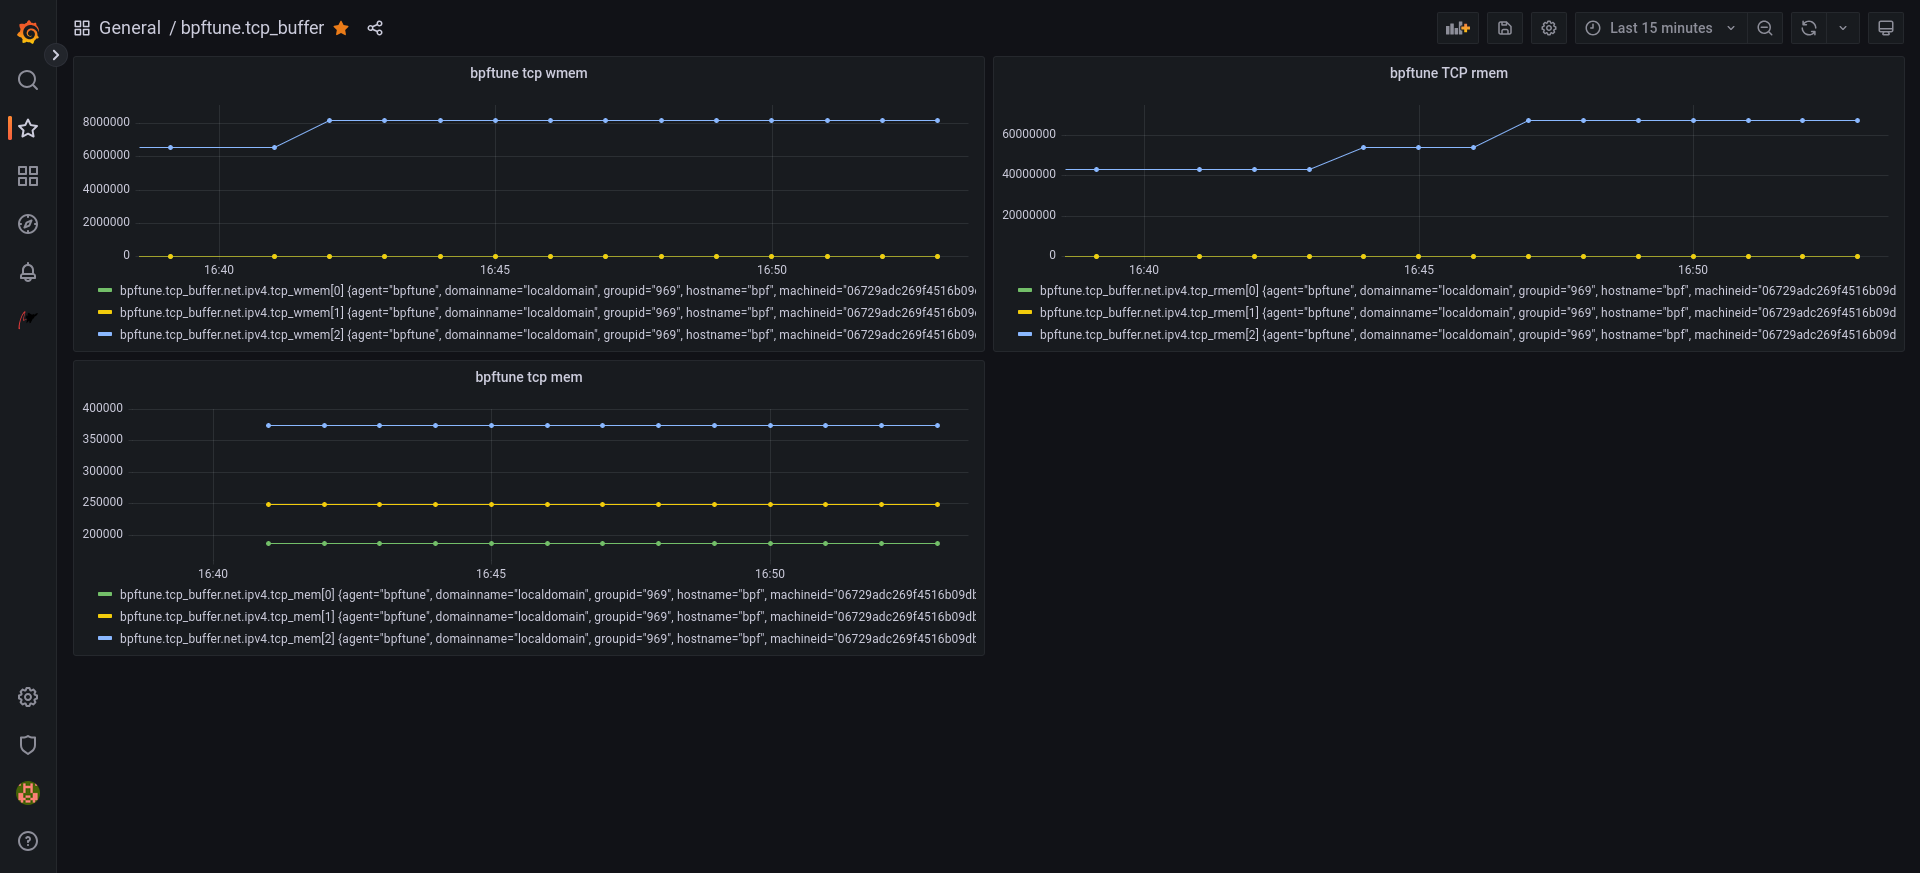 General / bpftune.tcp_buffer
Last 15 minutes
bpftune tcp wmem
8000000
6000000
4000000
2000000
0
16:40 16:45 16:50
bpftune.tcp_buffer.net.ipv4.tcp_wmem[0] {agent="bpftune", domainname="localdomain", groupid="969", hostname="bpf", machineid="06729adc269f4516b09
bpftune.tcp_buffer.net.ipv4.tcp_wmem[1] {agent="bpftune", domainname="localdomain", groupid="969", hostname="bpf", machineid="06729adc269f4516b09
bpftune.tcp_buffer.net.ipv4.tcp_wmem[2] {agent="bpftune", domainname="localdomain", groupid="969", hostname="bpf", machineid="06729adc269f4516b09
bpftune TCP rmem
60000000
40000000
20000000
0
16:40 16:45 16:50
bpftune.tcp_buffer.net.ipv4.tcp_rmem[0] {agent="bpftune", domainname="localdomain", groupid="969", hostname="bpf", machineid="06729adc269f4516b09d
bpftune.tcp_buffer.net.ipv4.tcp_rmem[1] {agent="bpftune", domainname="localdomain", groupid="969", hostname="bpf", machineid="06729adc269f4516b09d
bpftune.tcp_buffer.net.ipv4.tcp_rmem[2] {agent="bpftune", domainname="localdomain", groupid="969", hostname="bpf", machineid="06729adc269f4516b09d
bpftune tcp mem
400000
350000
300000
250000
200000
16:40 16:45 16:50
bpftune.tcp_buffer.net.ipv4.tcp_mem[0] {agent="bpftune", domainname="localdomain", groupid="969", hostname="bpf", machineid="06729adc269f4516b09db
bpftune.tcp_buffer.net.ipv4.tcp_mem[1] {agent="bpftune", domainname="localdomain", groupid="969", hostname="bpf", machineid="06729adc269f4516b09db
bpftune.tcp_buffer.net.ipv4.tcp_mem[2] {agent="bpftune", domainname="localdomain", groupid="969", hostname="bpf", machineid="06729adc269f4516b09db